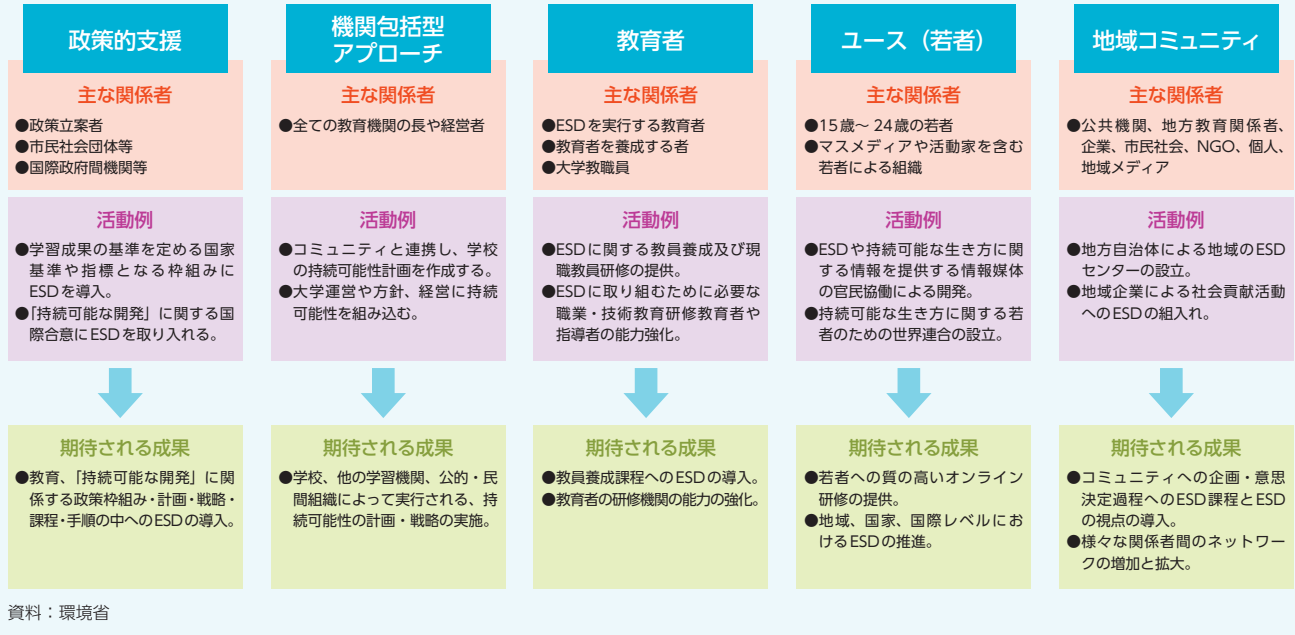 政策的支援
主な関係者
●政策立案者
●市民社会団体等
●国際政府間機関等
活動例
●学習成果の基準を定める国家
基準や指標となる枠組みに
ESDを導入。
●「持続可能な開発」に関する国
際合意にESDを取り入れる。
期待される成果
●教育、「持続可能な開発」に関
係する政策枠組み・計画・戦略・
課程・手順の中へのESDの導入。
機関包括型
アプローチ
主な関係者
●全ての教育機関の長や経営者
活動例
●コミュニティと連携し、学校
の持続可能性計画を作成する。
●大学運営や方針、経営に持続
可能性を組み込む。
期待される成果
●学校、他の学習機関、公的・民
間組織によって実行される、持
続可能性の計画・戦略の実施。
教育者
主な関係者
●ESDを実行する教育者
●教育者を養成する者
●大学教職員
活動例
●ESDに関する教員養成及び現
職教員研修の提供。
●ESDに取り組むために必要な
職業・技術教育研修教育者や
指導者の能力強化。
期待される成果
●教員養成課程へのESDの導入。
●教育者の研修機関の能力の強化。
ユース（若者）
主な関係者
●15歳〜24歳の若者
●マスメディアや活動家を含む
若者による組織
活動例
●ESDや持続可能な生き方に関
する情報を提供する情報媒体
の官民協働による開発。
●持続可能な生き方に関する若
者のための世界連合の設立。
期待される成果
●若者への質の高いオンライン
研修の提供。
●地域、国家、国際レベルにお
けるESDの推進。
地域コミュニティ
主な関係者
●公共機関、地方教育関係者、
企業、市民社会、NGO、個人、
地域メディア
活動例
●地方自治体による地域のESD
センターの設立。
●地域企業による社会貢献活動
へのESDの組入れ。
期待される成果
●コミュニティへの企画・意思
決定過程へのESD課程とESD
の視点の導入。
●様々な関係者間のネットワー
クの増加と拡大。
資料：環境省